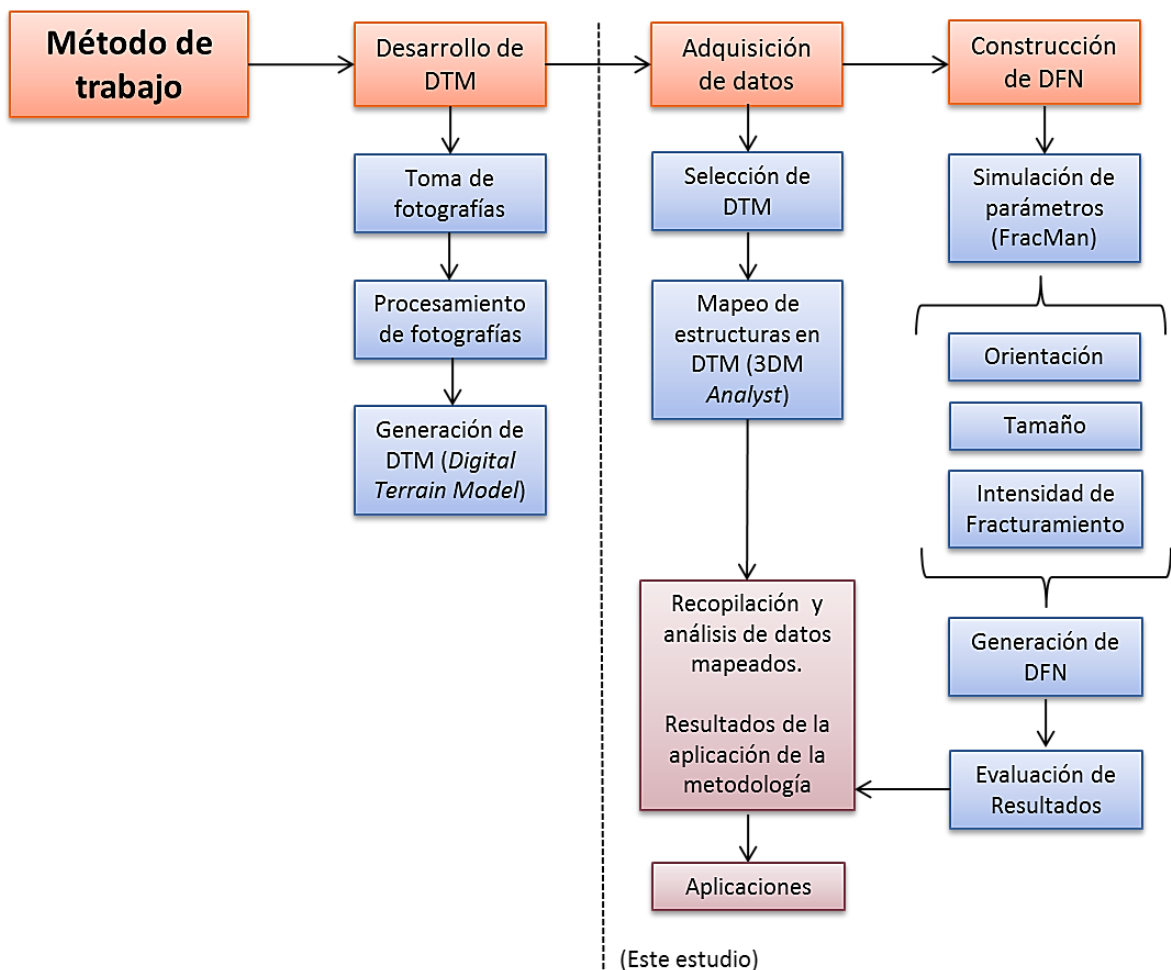 Método de
trabajo
Desarrollo de
DTM
Adquisición
de datos
Construcción
de DFN
Toma de
fotografías
Procesamiento
de fotografías
Generación de
DTM (Digital
Terrain Model)
Selección de
DTM
Mapeo de
estructuras en
DTM (3DM
Analyst)
Recopilación y
análisis de datos
mapeados.
Resultados de la
aplicación de la
metodología
Aplicaciones
Simulación de
parámetros
(FracMan)
Orientación
Tamaño
Intensidad de
Fracturamiento
Generación de
DFN
Evaluación de
Resultados
(Este estudio)